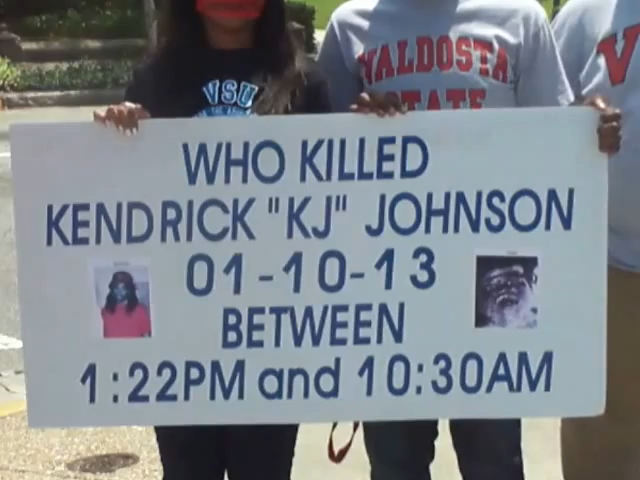 VSU
VALDOSTA
STATE
V
WHO KILLED
KENDRICK "KJ" JOHNSON
01-10-13
BETWEEN
1:22PM and 10:30AM